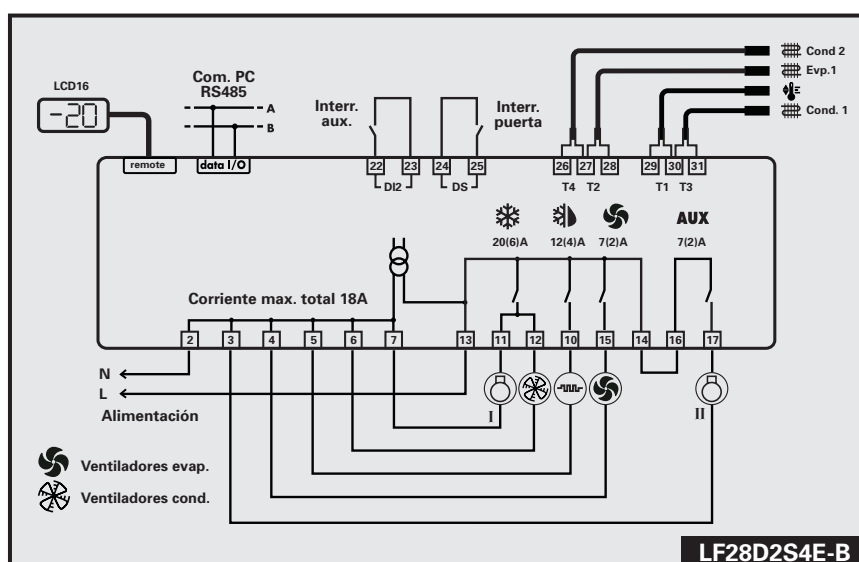 LCD16
-20
Com. PC
RS485
A
B
Interr.
aux.
Interr.
puerta
Cond 2
Evp.1
Cond. 1
remote
data I/O
22 23 24 25 26 27 28 29 30 31
DI2 DS T4 T2 T1 T3
AUX
20(6)A 12(4)A 7(2)A 7(2)A
Corriente max. total 18A
2 3 4 5 6 7 13 11 12 10 15 14 16 17
N
L
Alimentación
I
II
Ventiladores evap.
Ventiladores cond.
LF28D2S4E-B